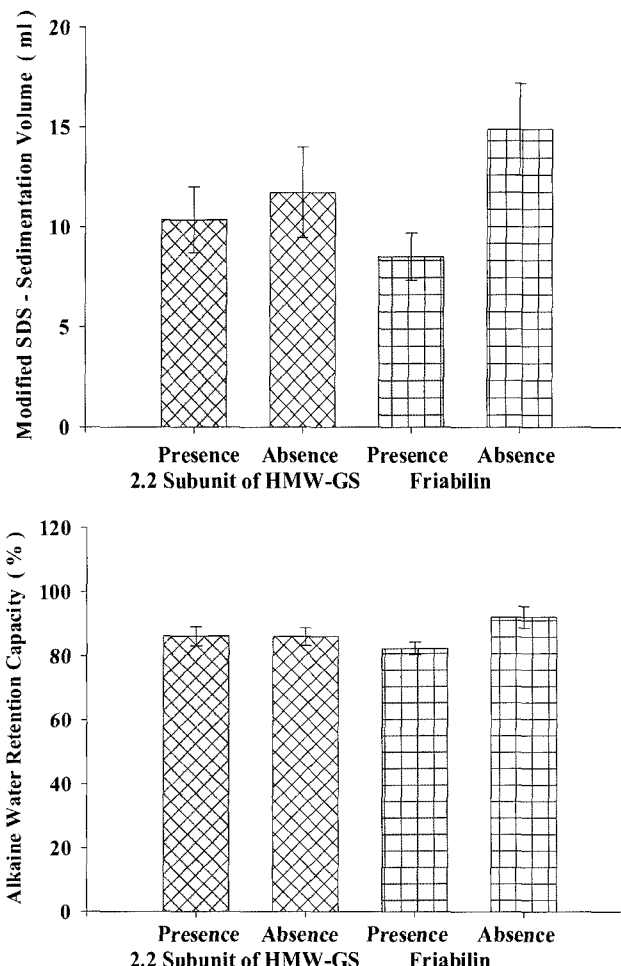 Modified SDS - Sedimentation Volume ( ml )
20
15
10
5
0
Presence Absence Presence Absence
2.2 Subunit of HMW-GS Friabilin
Alkaine Water Retention Capacity ( % )
120
100
80
60
40
20
0
Presence Absence Presence Absence
2.2 Subunit of HMW-GS Friabilin